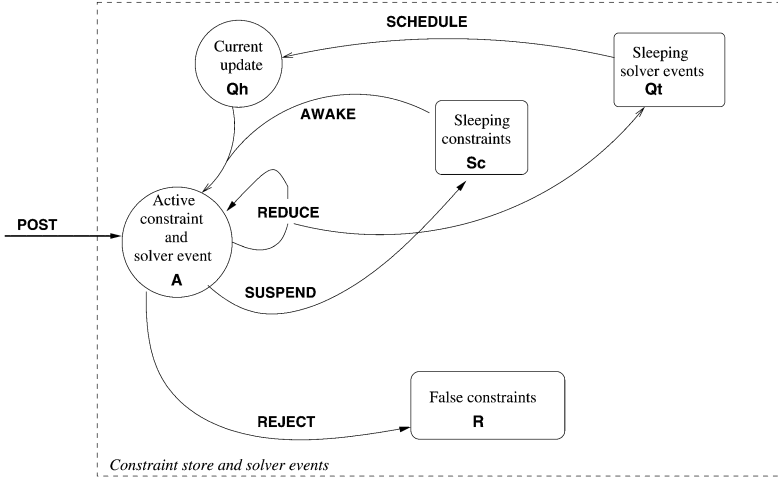 SCHEDULE
Current
update
Qh
Sleeping
solver events
Qt
AWAKE
Sleeping
constraints
Sc
Active
constraint
and
solver event
A
REDUCE
POST
SUSPEND
False constraints
R
REJECT
Constraint store and solver events